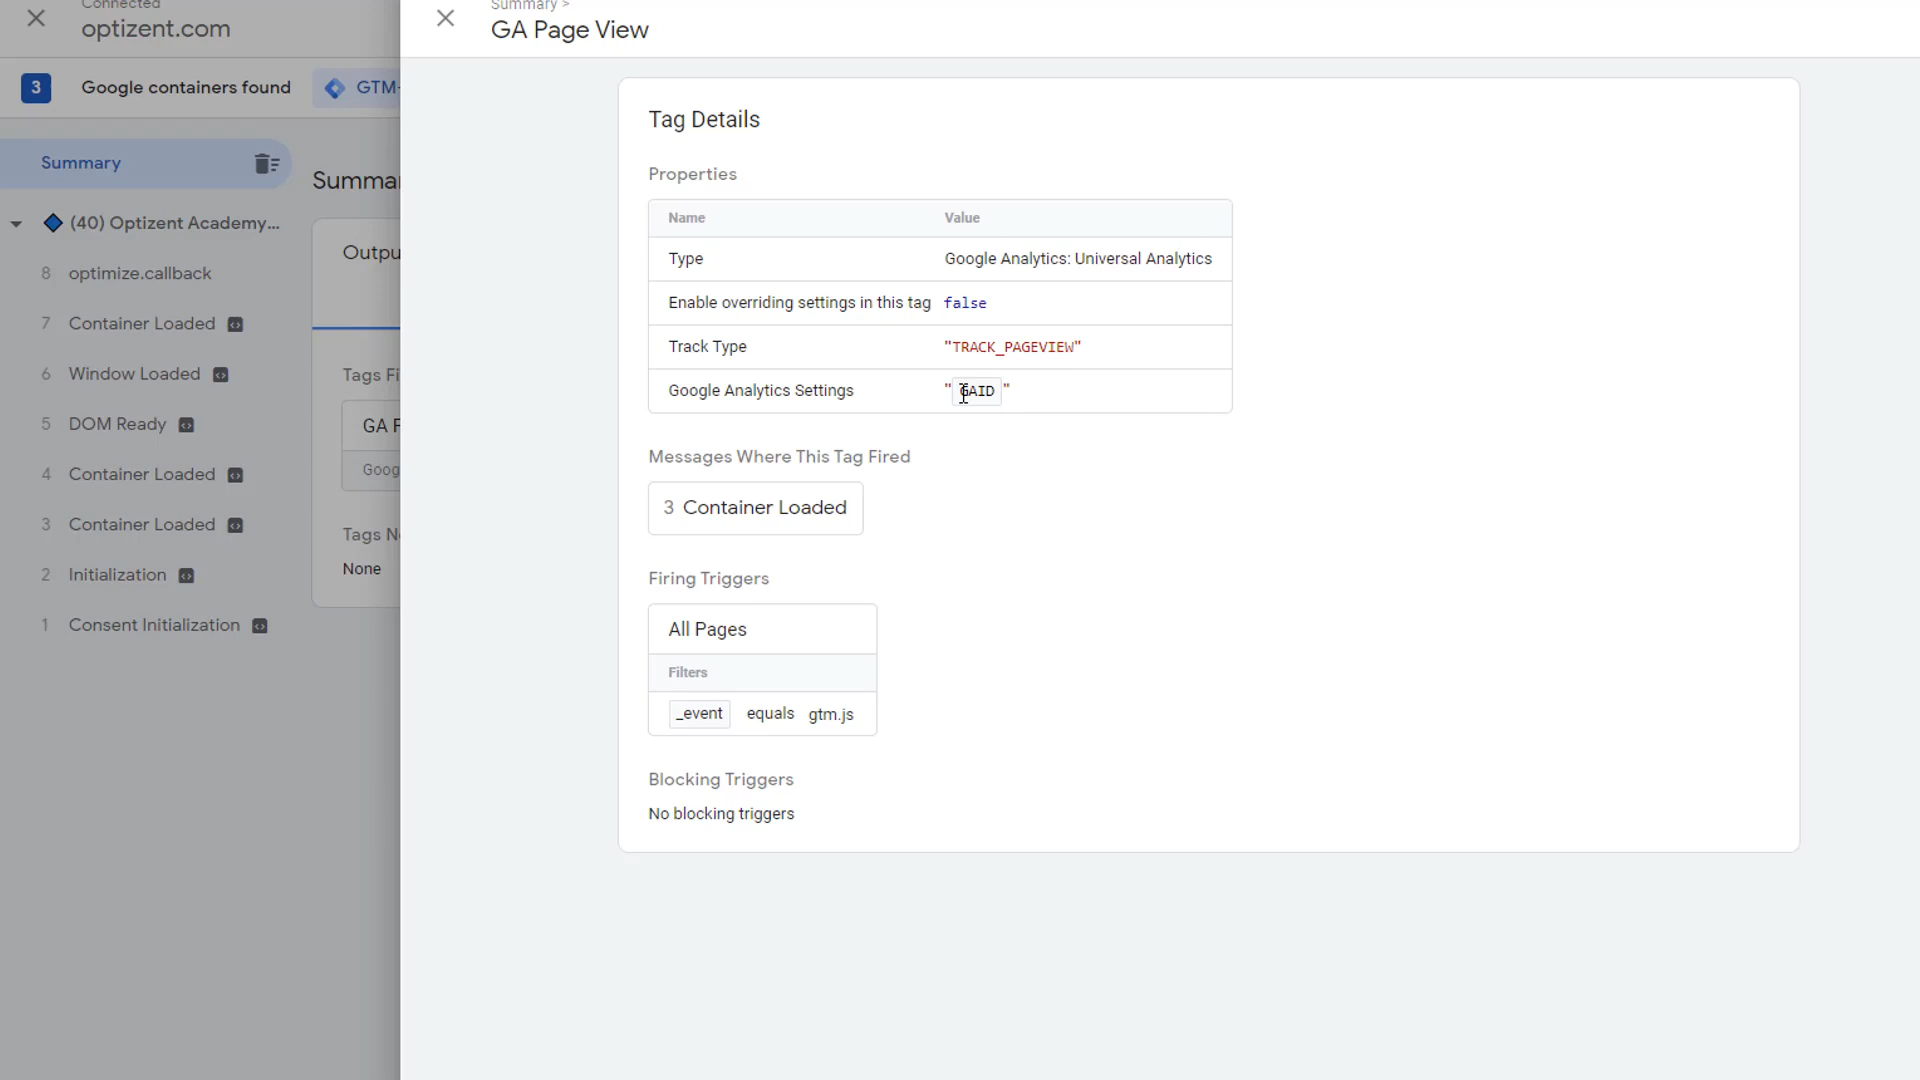 Connected
optizent.com
3 Google containers found GTM-
Summary
(40) Optizent Academy...
8 optimize.callback
7 Container Loaded
6 Window Loaded
5 DOM Ready
4 Container Loaded
3 Container Loaded
2 Initialization
1 Consent Initialization
Summa
Outpu
Tags Fi
GA P
Goog
Tags N
None
Summary >
GA Page View
Tag Details
Properties
Name Value
Type Google Analytics: Universal Analytics
Enable overriding settings in this tag false
Track Type "TRACK_PAGEVIEW"
Google Analytics Settings "GAID"
Messages Where This Tag Fired
3 Container Loaded
Firing Triggers
All Pages
Filters
_event equals gtm.js
Blocking Triggers
No blocking triggers